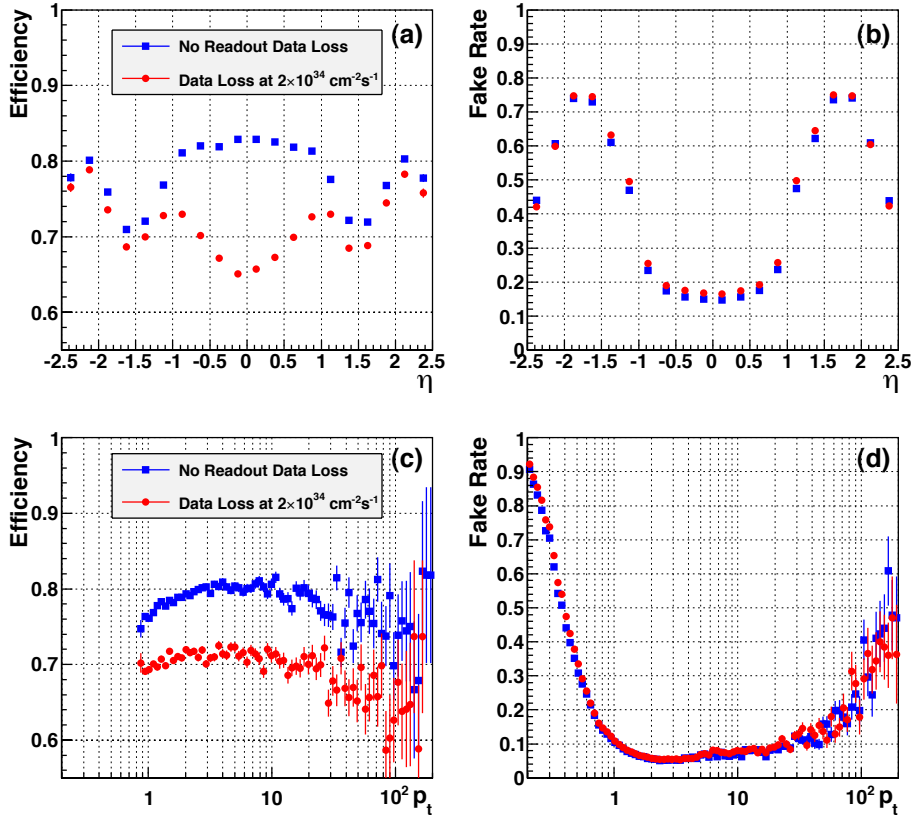 Efficiency
1
0.9
0.8
0.7
0.6
(a)
No Readout Data Loss
Data Loss at 2×10³⁴ cm⁻²s⁻¹
-2.5 -2 -1.5 -1 -0.5 0 0.5 1 1.5 2 2.5
η
Fake Rate
1
0.9
0.8
0.7
0.6
0.5
0.4
0.3
0.2
0.1
0
(b)
-2.5 -2 -1.5 -1 -0.5 0 0.5 1 1.5 2 2.5
η
Efficiency
1
0.9
0.8
0.7
0.6
(c)
No Readout Data Loss
Data Loss at 2×10³⁴ cm⁻²s⁻¹
1 10 10² pₜ
Fake Rate
1
0.9
0.8
0.7
0.6
0.5
0.4
0.3
0.2
0.1
0
(d)
1 10 10² pₜ